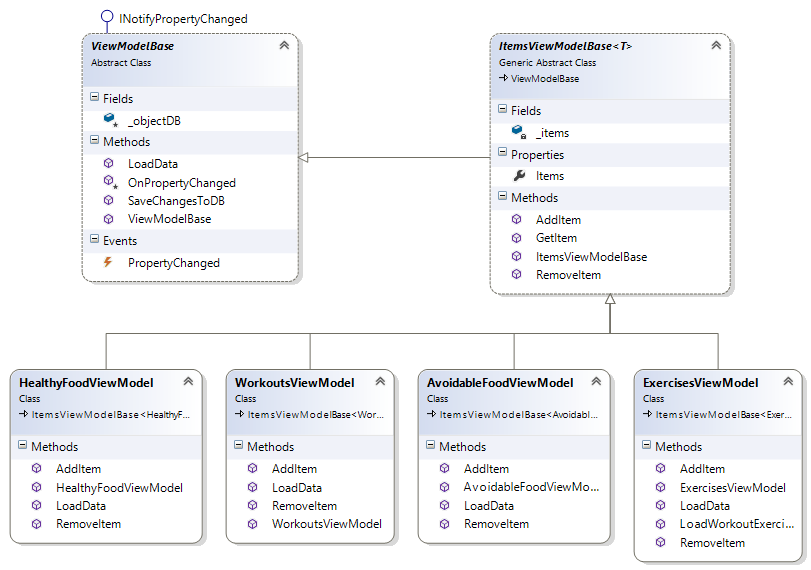 INotifyPropertyChanged
ViewModelBase
Abstract Class
Fields
_objectDB
Methods
LoadData
OnPropertyChanged
SaveChangesToDB
ViewModelBase
Events
PropertyChanged
ItemsViewModelBase<T>
Generic Abstract Class
ViewModelBase
Fields
_items
Properties
Items
Methods
AddItem
GetItem
ItemsViewModelBase
RemoveItem
HealthyFoodViewModel
Class
ItemsViewModelBase<HealthyF...
Methods
AddItem
HealthyFoodViewModel
LoadData
RemoveItem
WorkoutsViewModel
Class
ItemsViewModelBase<Wor...
Methods
AddItem
LoadData
RemoveItem
WorkoutsViewModel
AvoidableFoodViewModel
Class
ItemsViewModelBase<Avoidabl...
Methods
AddItem
AvoidableFoodViewMo...
LoadData
RemoveItem
ExercisesViewModel
Class
ItemsViewModelBase<Exer...
Methods
AddItem
ExercisesViewModel
LoadData
LoadWorkoutExerci...
RemoveItem